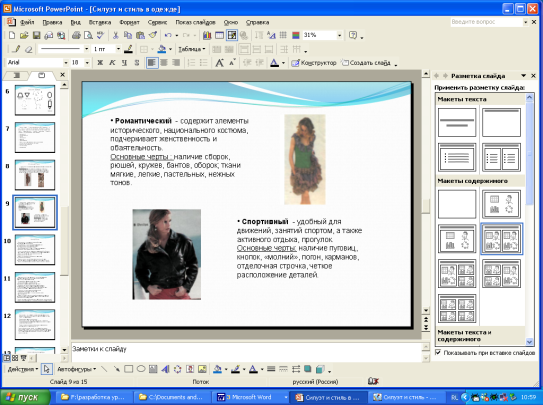 Microsoft PowerPoint - [Силуэт и стиль в одежде]
Файл Правка Вид Вставка Формат Сервис Показ слайдов Окно Справка
Введите вопрос
31%
1 пт
Таблица
Arial 18 Ж К Ч S
Конструктор Создать слайд
Разметка слайда
Применить разметку слайда:
Макеты текста
Макеты содержимого
Макеты текста и содержимого
Показывать при вставке слайдов
6
7
8
9
10
11
12
13
• Романтический - содержит элементы
исторического, национального костюма,
подчеркивает женственность и
обаятельность.
Основные черты : наличие сборок,
рюшей, кружев, бантов, оборок, ткани
мягкие, легкие, пастельных, нежных
тонов.
• Спортивный - удобный для
движений, занятий спортом, а также
активного отдыха, прогулок.
Основные черты: наличие пуговиц,
кнопок, «молний», погон, карманов,
отделочная строчка, четкое
расположение деталей.
Заметки к слайду
Действия Автофигуры
Слайд 9 из 15 Поток русский (Россия)
пуск
F:\разработка ур...
C:\Documents and...
3 Microsoft Word
Силуэт и стиль в ...
Силуэт и стиль - ...
RL
10:59